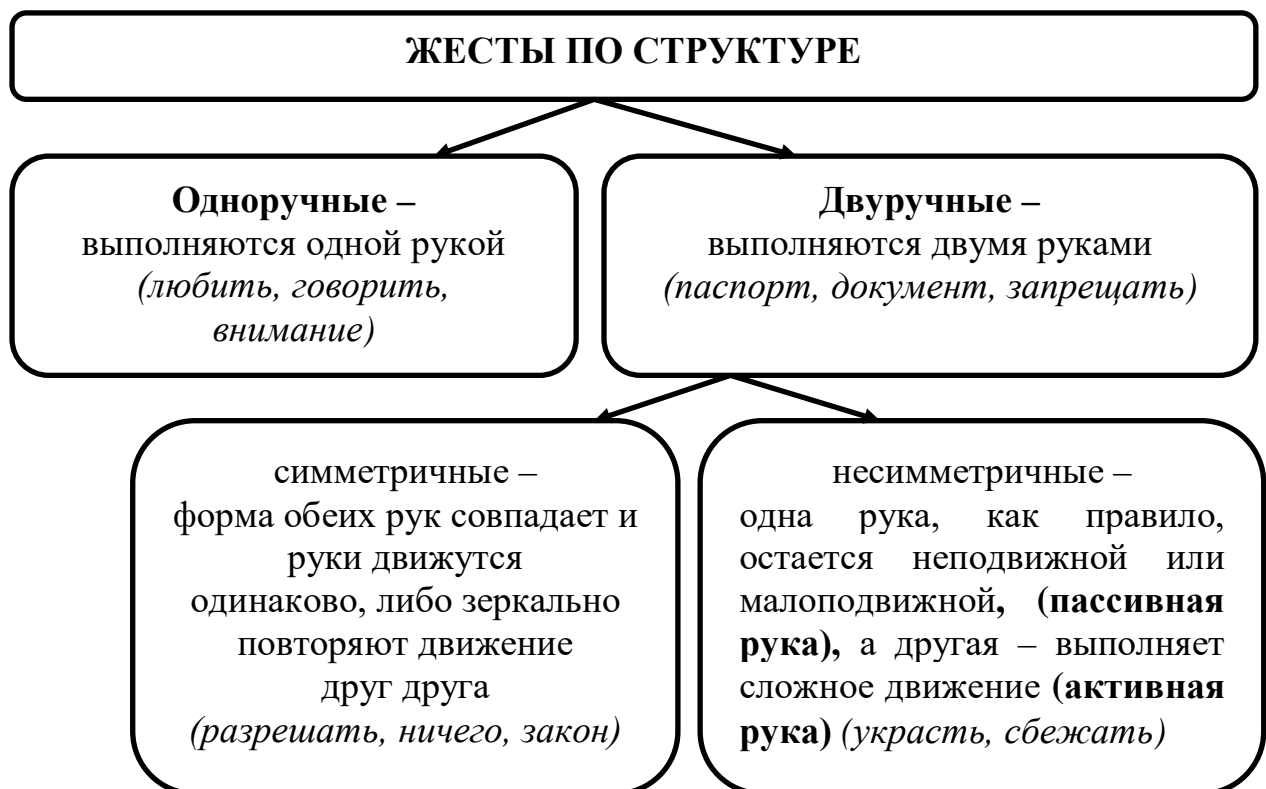 ЖЕСТЫ ПО СТРУКТУРЕ
Одноручные –
выполняются одной рукой
(любить, говорить,
внимание)
Двуручные –
выполняются двумя руками
(паспорт, документ, запрещать)
симметричные –
форма обеих рук совпадает и
руки движутся
одинаково, либо зеркально
повторяют движение
друг друга
(разрешать, ничего, закон)
несимметричные –
одна рука, как правило,
остается неподвижной или
малоподвижной, (пассивная
рука), а другая – выполняет
сложное движение (активная
рука) (украсть, сбежать)